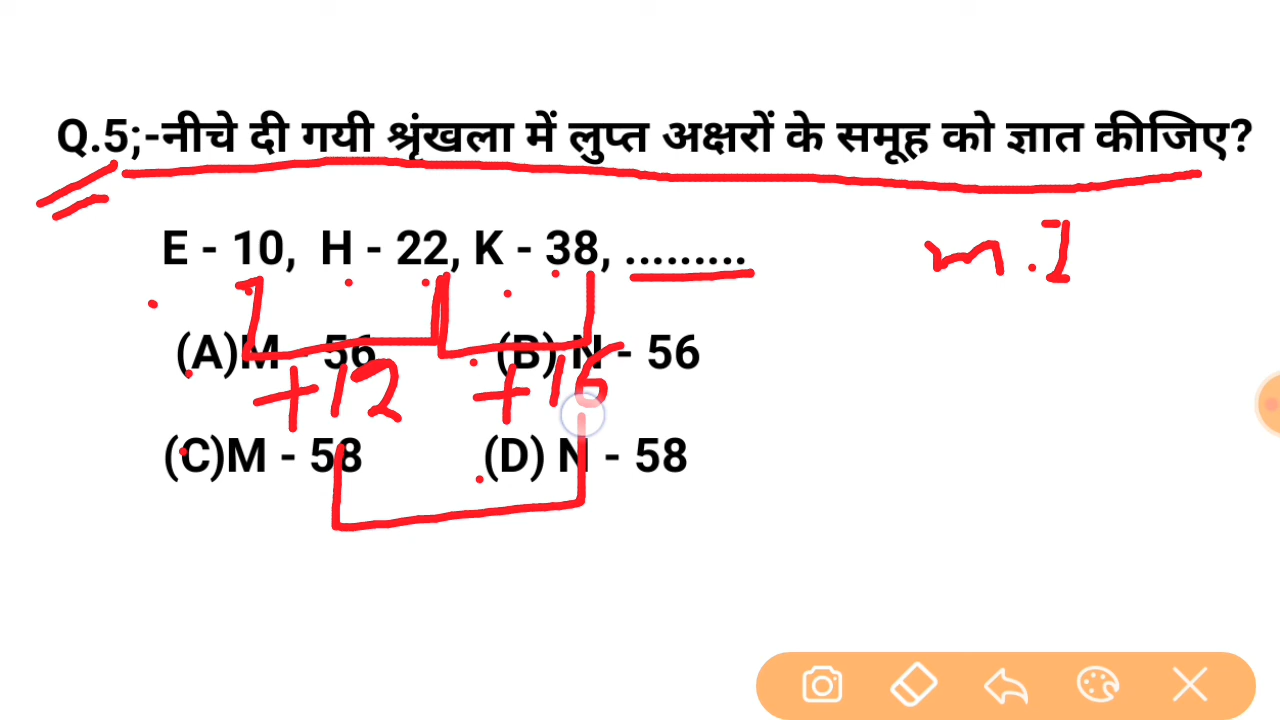 Q.5;-नीचे दी गयी श्रृंखला में लुप्त अक्षरों के समूह को ज्ञात कीजिए?
E - 10, H - 22, K - 38, .........
m.I
(A)M - 56 (B) N - 56
+12 +16
(C)M - 58 (D) N - 58